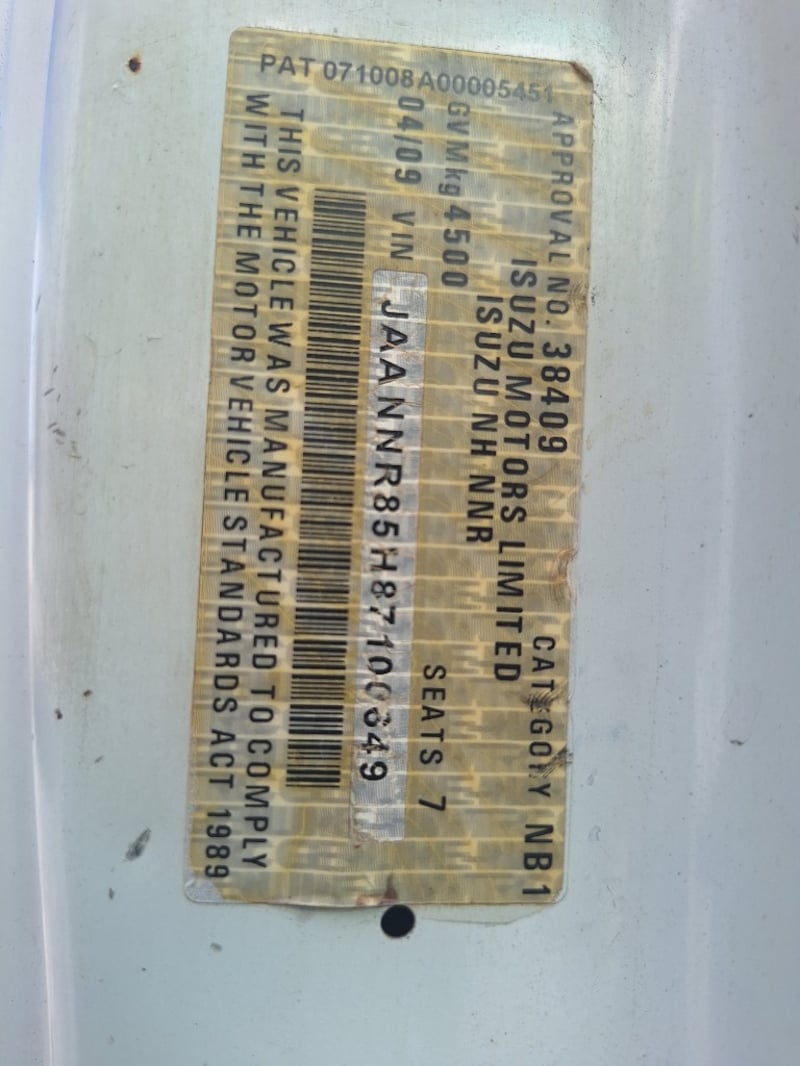 PAT 071008A00005451
APPROVAL NO. 38409 CATEGORY NB1
ISUZU MOTORS LIMITED
ISUZU NH NNR
GVM kg 4500 SEATS 7
04/09 VIN JAANNR85H87100349
THIS VEHICLE WAS MANUFACTURED TO COMPLY
WITH THE MOTOR VEHICLE STANDARDS ACT 1989